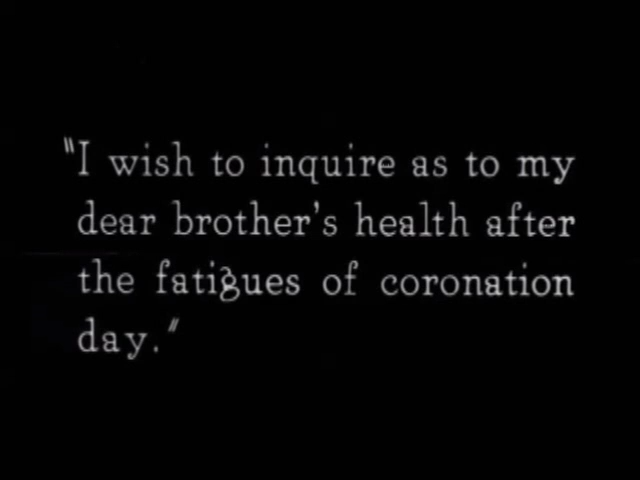 "I wish to inquire as to my
dear brother's health after
the fatigues of coronation
day."